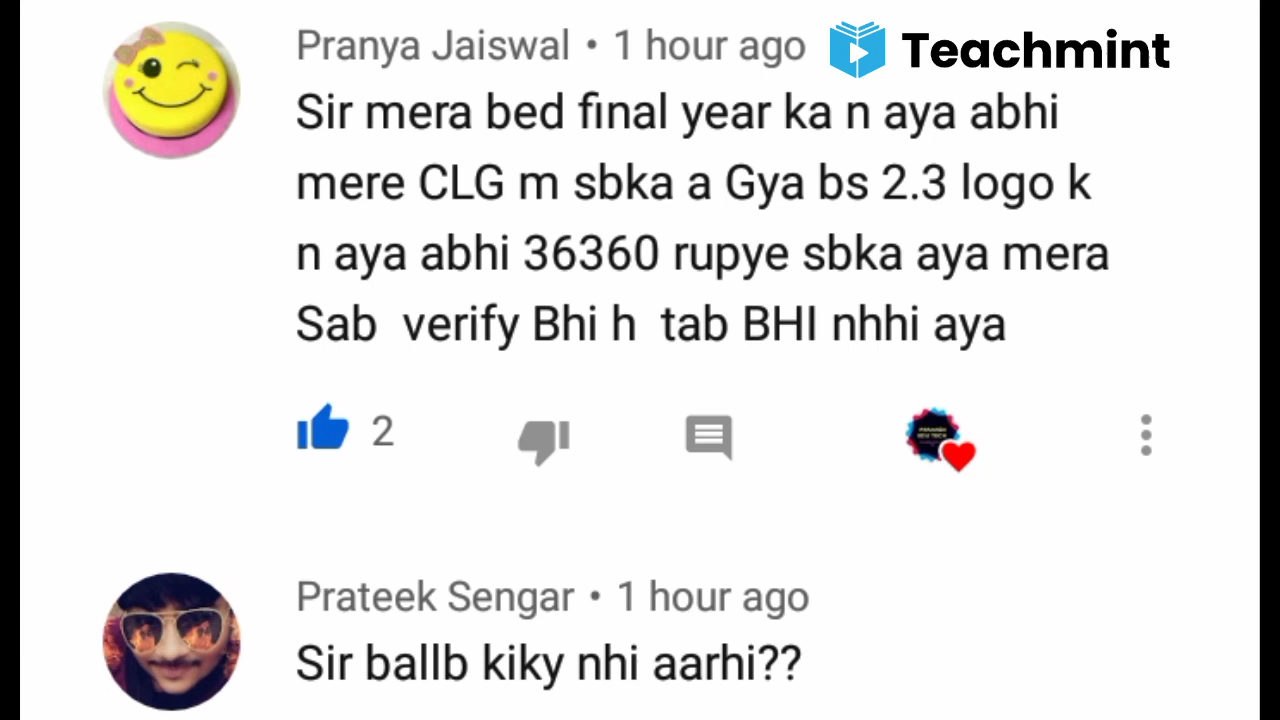 Pranya Jaiswal • 1 hour ago
Teachmint
Sir mera bed final year ka n aya abhi
mere CLG m sbka a Gya bs 2.3 logo k
n aya abhi 36360 rupye sbka aya mera
Sab verify Bhi h tab BHI nhhi aya
2
Prateek Sengar • 1 hour ago
Sir ballb kiky nhi aarhi??